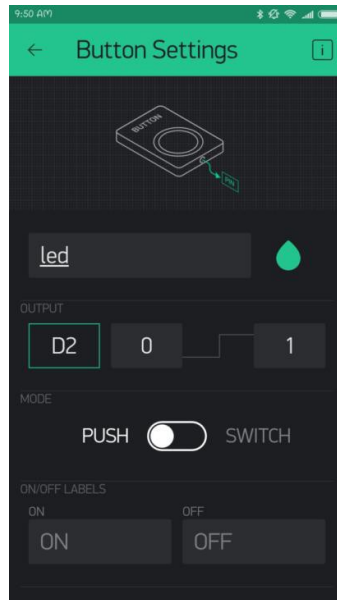 9:50 AM
← Button Settings i
BUTTON
PIN
led
OUTPUT
D2 0 1
MODE
PUSH SWITCH
ON/OFF LABELS
ON OFF
ON OFF